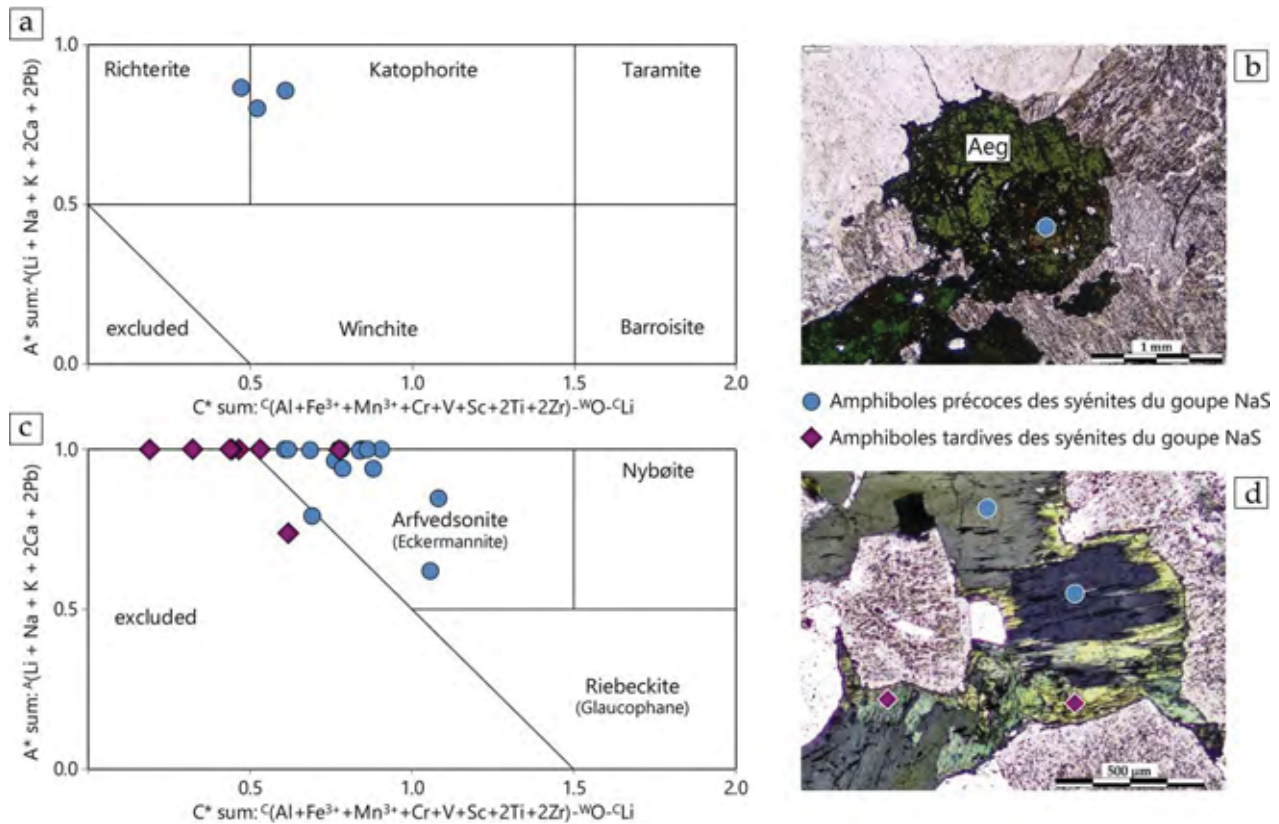 a
A* sum: ᴬ(Li + Na + K + 2Ca + 2Pb)
1.0
0.5
0.0
Richterite
Katophorite
Taramite
excluded
Winchite
Barroisite
0.5
1.0
1.5
2.0
C* sum: ᶜ(Al+Fe³⁺+Mn³⁺+Cr+V+Sc+2Ti+2Zr)-ᵂO-ᶜLi
b
Aeg
1 mm
Amphiboles précoces des syénites du goupe NaS
Amphiboles tardives des syénites du goupe NaS
c
A* sum: ᴬ(Li + Na + K + 2Ca + 2Pb)
1.0
0.5
0.0
Nybøite
Arfvedsonite
(Eckermannite)
excluded
Riebeckite
(Glaucophane)
0.5
1.0
1.5
2.0
C* sum: ᶜ(Al+Fe³⁺+Mn³⁺+Cr+V+Sc+2Ti+2Zr)-ᵂO-ᶜLi
d
500 µm